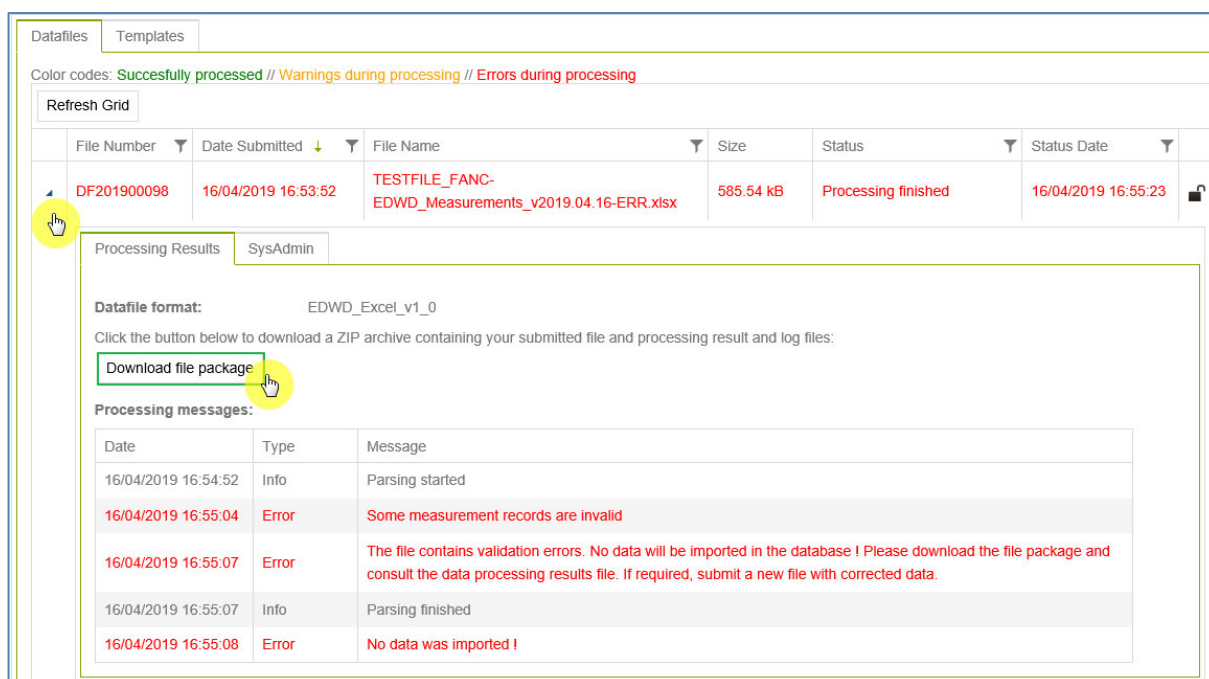 Datafiles Templates
Color codes: Succesfully processed // Warnings during processing // Errors during processing
Refresh Grid
File Number Date Submitted ↓ File Name Size Status Status Date
DF201900098 16/04/2019 16:53:52 TESTFILE_FANC-
EDWD_Measurements_v2019.04.16-ERR.xlsx 585.54 kB Processing finished 16/04/2019 16:55:23
Processing Results SysAdmin
Datafile format: EDWD_Excel_v1_0
Click the button below to download a ZIP archive containing your submitted file and processing result and log files:
Download file package
Processing messages:
Date Type Message
16/04/2019 16:54:52 Info Parsing started
16/04/2019 16:55:04 Error Some measurement records are invalid
16/04/2019 16:55:07 Error The file contains validation errors. No data will be imported in the database ! Please download the file package and
consult the data processing results file. If required, submit a new file with corrected data.
16/04/2019 16:55:07 Info Parsing finished
16/04/2019 16:55:08 Error No data was imported !